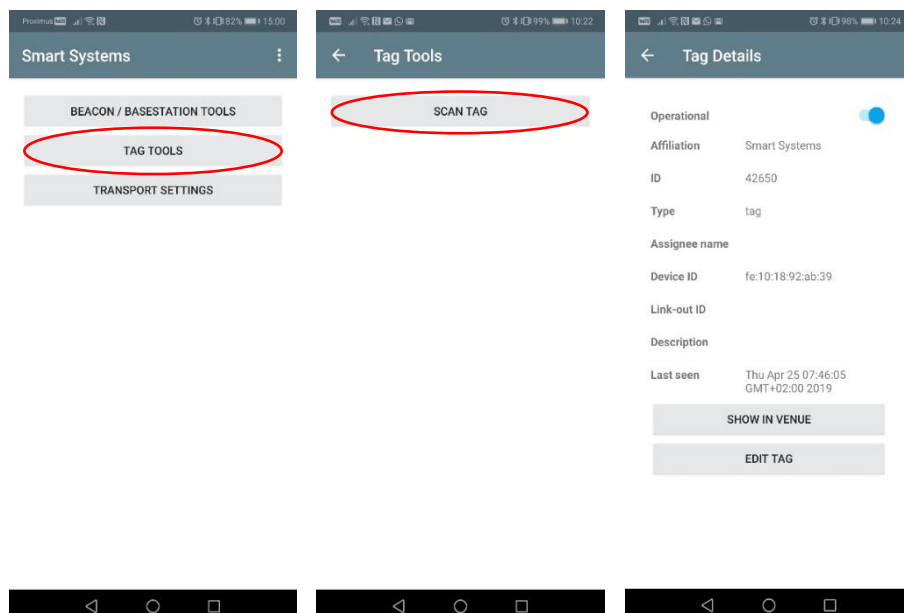 Proximus 82% 15:00
Smart Systems
BEACON / BASESTATION TOOLS
TAG TOOLS
TRANSPORT SETTINGS
99% 10:22
Tag Tools
SCAN TAG
98% 10:24
Tag Details
Operational
Affiliation Smart Systems
ID 42650
Type tag
Assignee name
Device ID fe:10:18:92:ab:39
Link-out ID
Description
Last seen Thu Apr 25 07:46:05
GMT+02:00 2019
SHOW IN VENUE
EDIT TAG